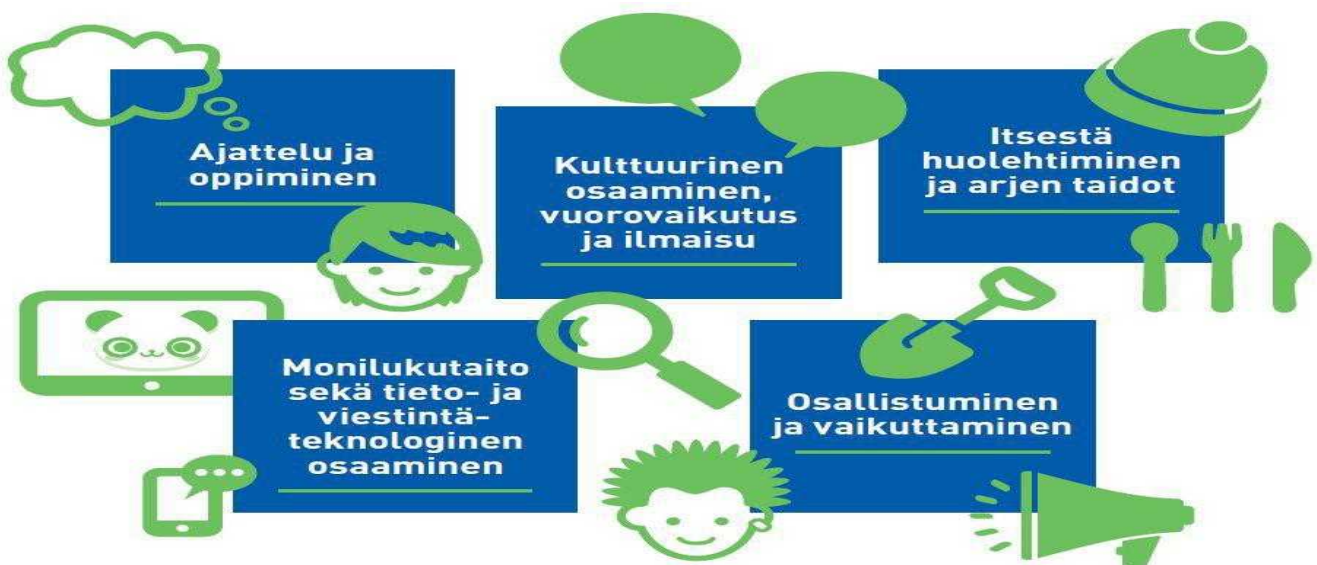 Ajattelu ja
oppiminen
Kulttuurinen
osaaminen,
vuorovaikutus
ja ilmaisu
Itsestä
huolehtiminen
ja arjen taidot
Monilukutaito
sekä tieto- ja
viestintä-
teknologinen
osaaminen
Osallistuminen
ja vaikuttaminen